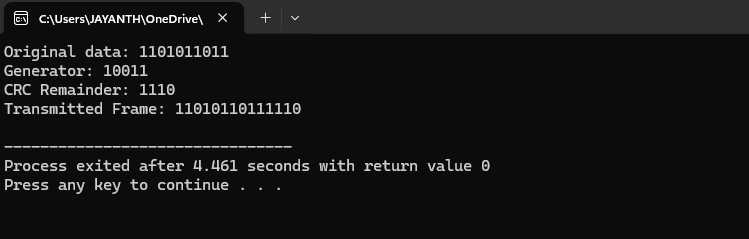 C:\Users\JAYANTH\OneDrive\
Original data: 1101011011
Generator: 10011
CRC Remainder: 1110
Transmitted Frame: 11010110111110
--------------------------------
Process exited after 4.461 seconds with return value 0
Press any key to continue . . .